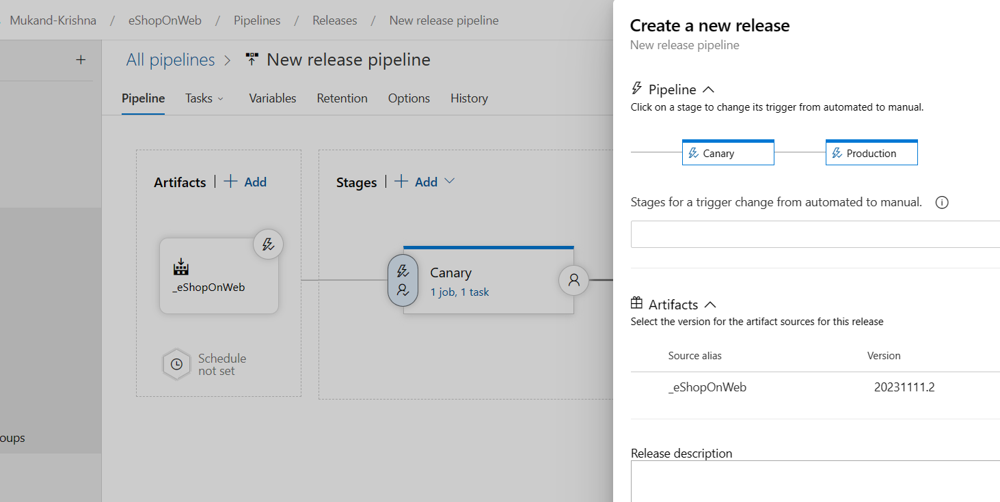 Mukand-Krishna / eShopOnWeb / Pipelines / Releases / New release pipeline
All pipelines > New release pipeline
Pipeline Tasks Variables Retention Options History
Artifacts | + Add
Stages | + Add
_eShopOnWeb
Canary
1 job, 1 task
Schedule
not set
oups
Create a new release
New release pipeline
Pipeline
Click on a stage to change its trigger from automated to manual.
Canary
Production
Stages for a trigger change from automated to manual.
Artifacts
Select the version for the artifact sources for this release
Source alias Version
_eShopOnWeb 20231111.2
Release description